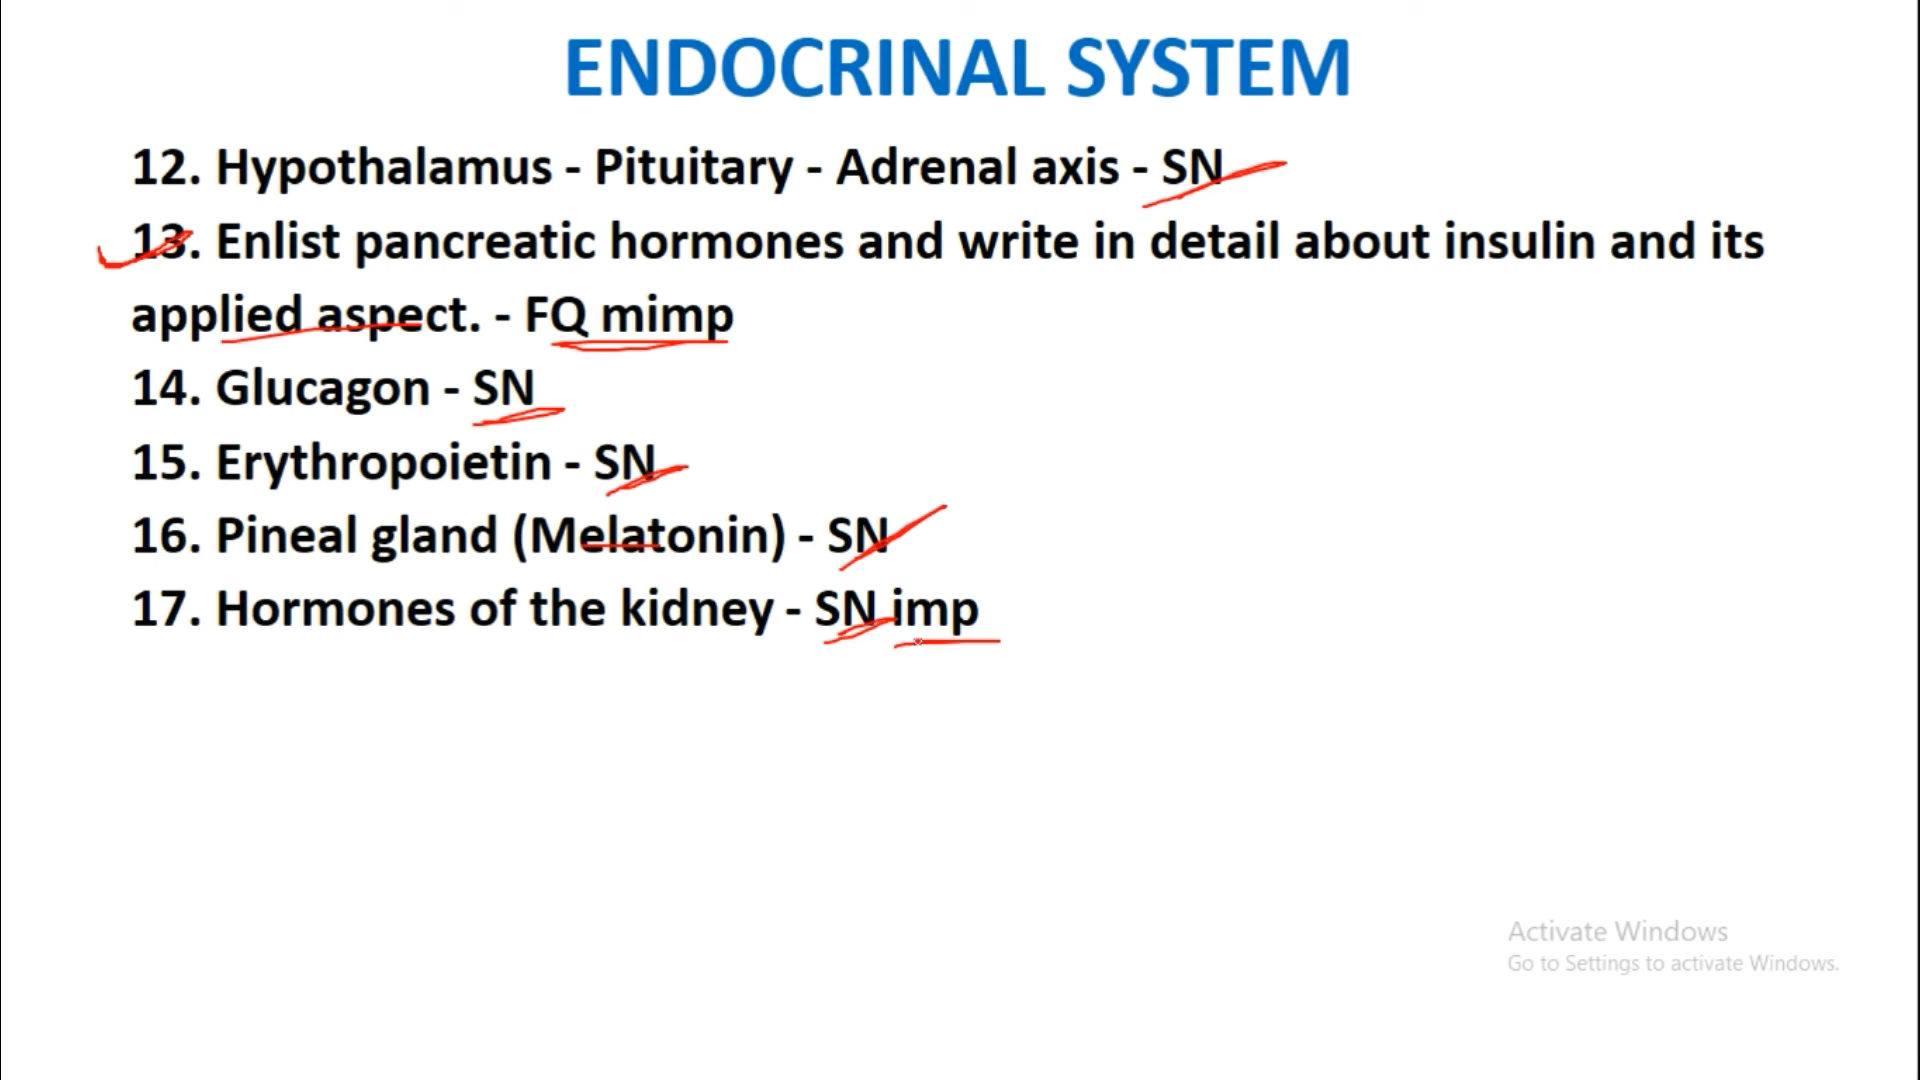 ENDOCRINAL SYSTEM
12. Hypothalamus - Pituitary - Adrenal axis - SN
13. Enlist pancreatic hormones and write in detail about insulin and its
applied aspect. - FQ mimp
14. Glucagon - SN
15. Erythropoietin - SN
16. Pineal gland (Melatonin) - SN
17. Hormones of the kidney - SN imp
Activate Windows
Go to Settings to activate Windows.